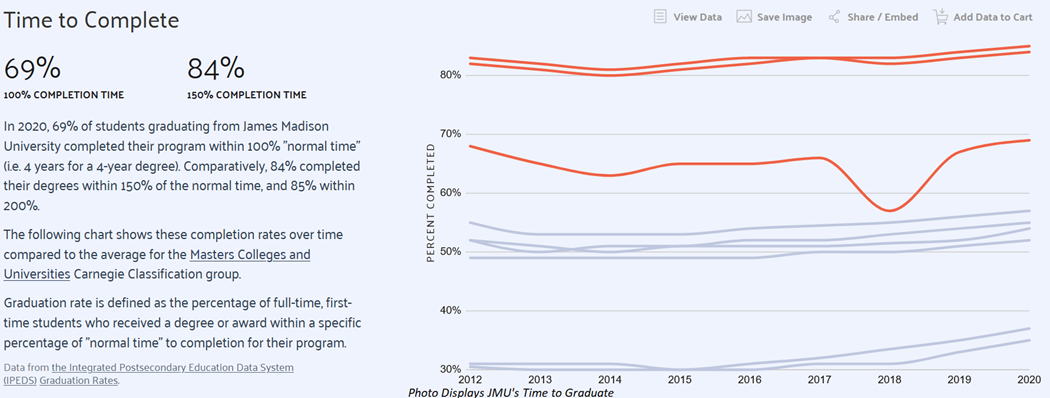 Time to Complete
View Data
Save Image
Share / Embed
Add Data to Cart
69%
84%
100% COMPLETION TIME
150% COMPLETION TIME
In 2020, 69% of students graduating from James Madison
University completed their program within 100% "normal time"
(i.e. 4 years for a 4-year degree). Comparatively, 84% completed
their degrees within 150% of the normal time, and 85% within
200%.
The following chart shows these completion rates over time
compared to the average for the Masters Colleges and
Universities Carnegie Classification group.
Graduation rate is defined as the percentage of full-time, first-
time students who received a degree or award within a specific
percentage of "normal time" to completion for their program.
Data from the Integrated Postsecondary Education Data System
(IPEDS) Graduation Rates.
PERCENT COMPLETED
80%
70%
60%
50%
40%
30%
2012
2013
2014
2015
2016
2017
2018
2019
2020
Photo Displays JMU's Time to Graduate